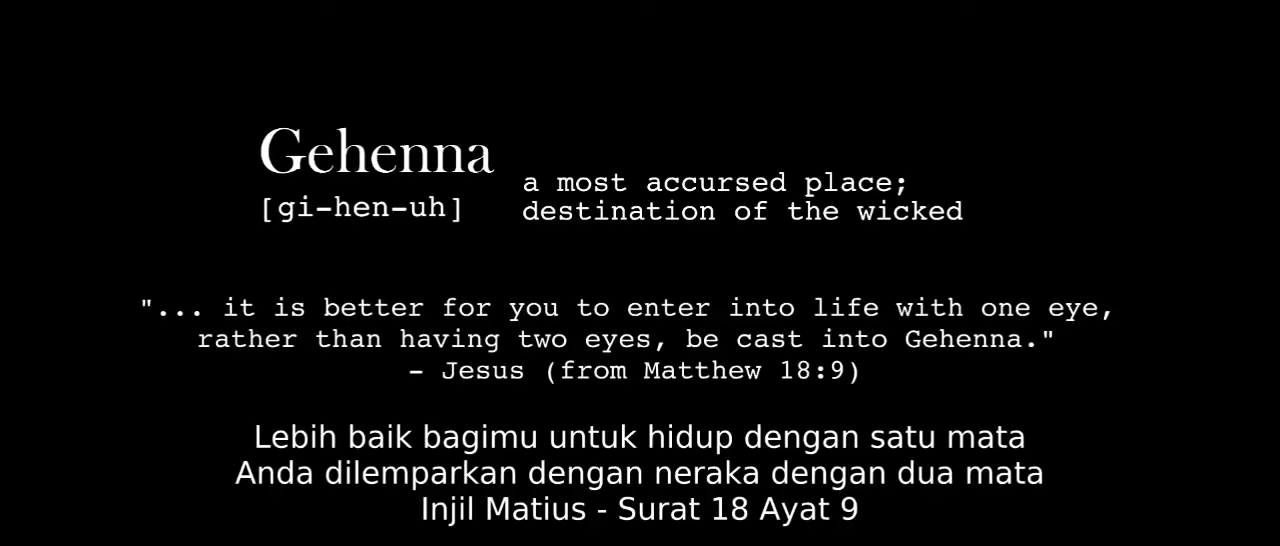 Gehenna
[gi-hen-uh]
a most accursed place;
destination of the wicked
"... it is better for you to enter into life with one eye,
rather than having two eyes, be cast into Gehenna."
- Jesus (from Matthew 18:9)
Lebih baik bagimu untuk hidup dengan satu mata
Anda dilemparkan dengan neraka dengan dua mata
Injil Matius - Surat 18 Ayat 9